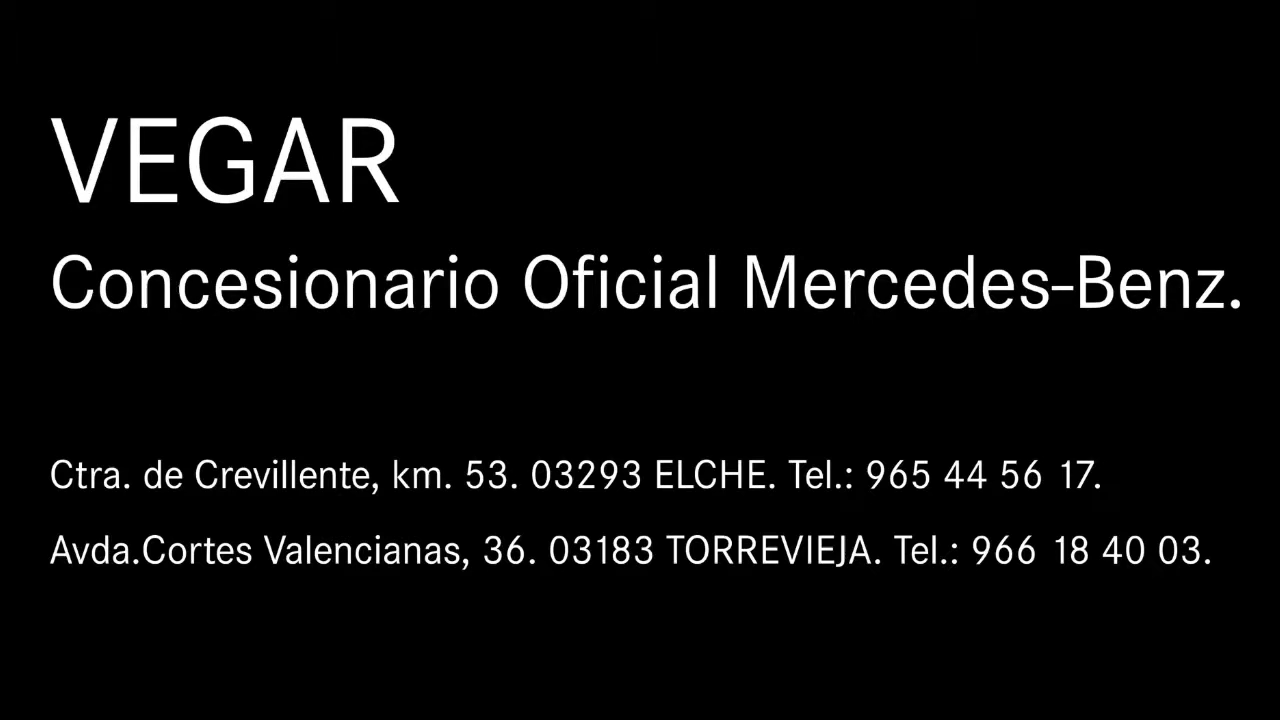 VEGAR
Concesionario Oficial Mercedes-Benz.
Ctra. de Crevillente, km. 53. 03293 ELCHE. Tel.: 965 44 56 17.
Avda.Cortes Valencianas, 36. 03183 TORREVIEJA. Tel.: 966 18 40 03.